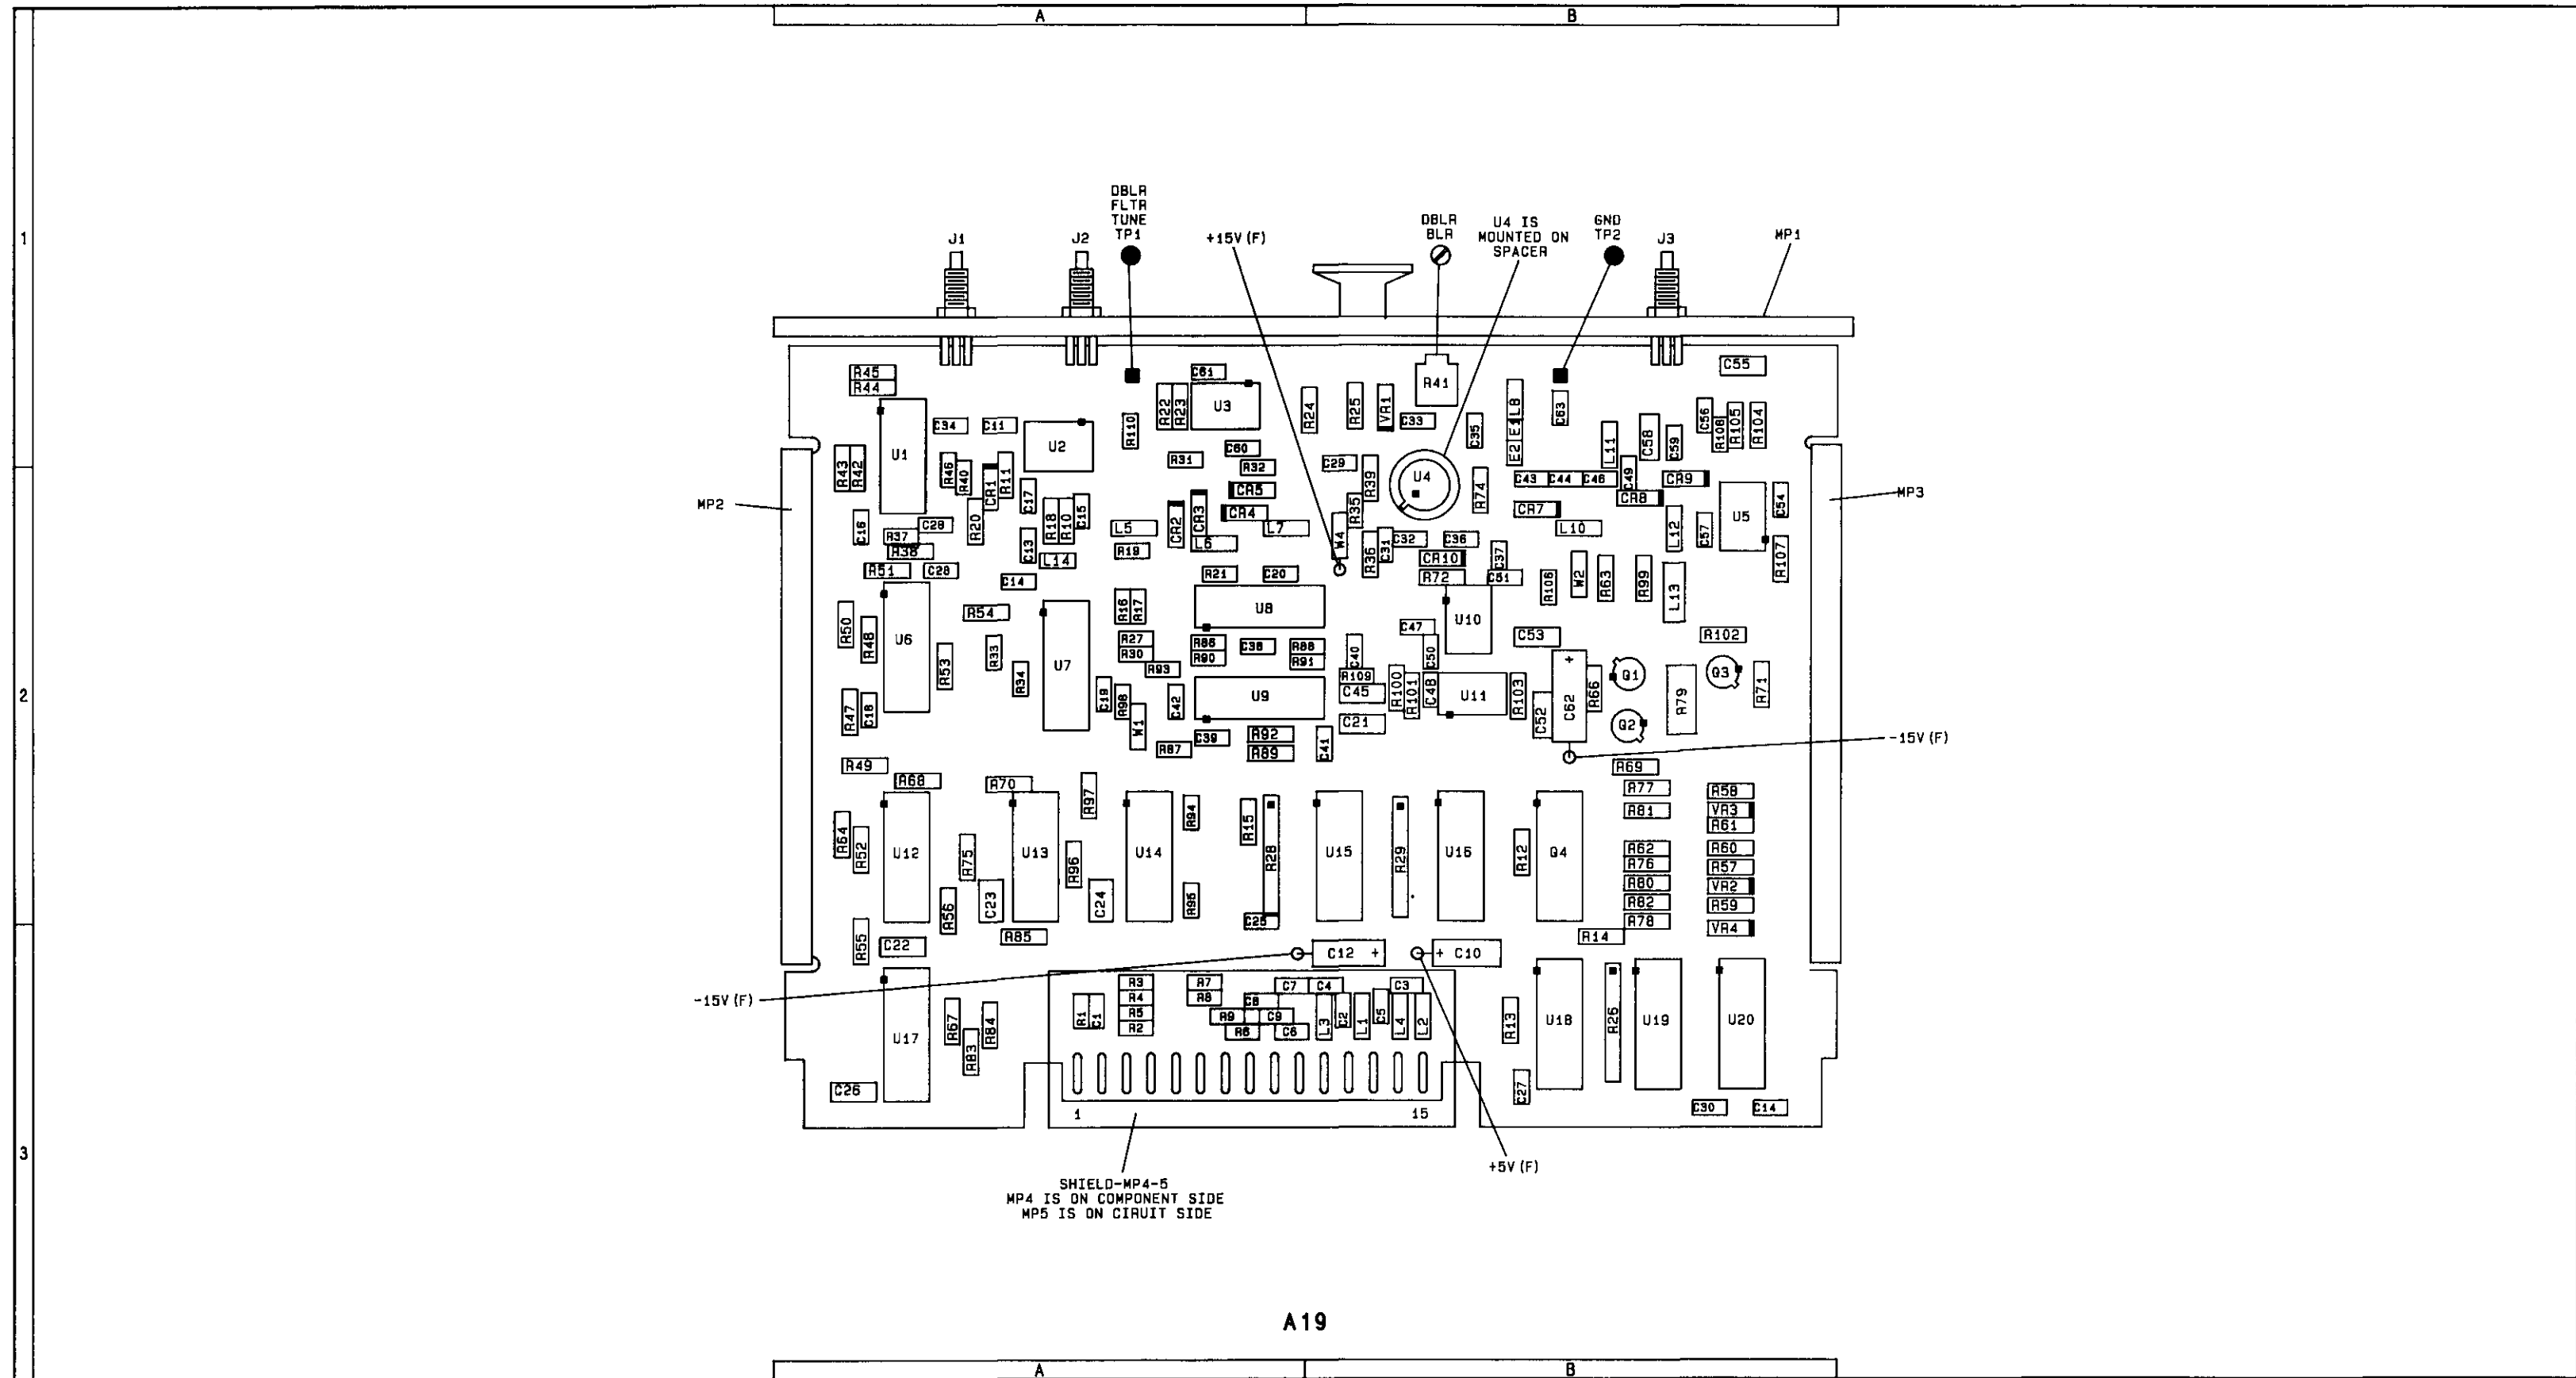 A
B
1
2
3
DBLR
FLTR
TUNE
TP1
J1
J2
+15V(F)
DBLR
BLR
U4 IS
MOUNTED ON
SPACER
GND
TP2
J3
MP1
R45
R44
C61
R41
C55
R22
R23
U3
R24
R25
VR1
C33
L8
E1
E2
C63
C56
R108
R105
R104
C34
C11
R110
C35
L11
C58
C59
U1
U2
R43
R42
R46
R40
CR1
R11
R31
C60
R32
C29
R39
U4
R74
C43
C44
C46
C49
CR9
CR8
MP2
MP3
C17
CR5
CR2
CR3
CR4
R35
CR7
U5
C54
C16
C28
R20
R18
R10
C15
L5
L7
L10
L12
C57
R37
R38
C13
L14
R19
L6
W4
R36
C31
C32
C36
CR10
C37
R107
R51
C28
C14
R21
C20
R72
C51
R106
W2
R63
R99
L13
R50
R48
U6
R54
R16
R17
U8
U10
C47
C53
R102
R53
R33
R34
U7
R27
R30
R93
R86
R90
C38
R88
R91
C40
C50
R109
C45
R100
R101
C48
U11
R103
+
C62
R66
Q1
Q3
R79
R71
R47
C18
C19
R98
W1
C42
U9
C21
C52
Q2
R87
C39
R92
R89
C41
-15V(F)
R49
R68
R70
R97
R69
R77
R81
R58
VR3
R61
R64
R52
U12
R75
U13
R96
U14
R94
R15
R28
U15
R29
U16
R12
Q4
R62
R76
R80
R82
R78
R60
R57
VR2
R59
VR4
R56
C23
C24
R95
C25
R55
C22
R85
R14
C12 +
+ C10
-15V(F)
U17
R67
R83
R84
R1
C1
R3
R4
R5
R2
R7
R8
C7
C4
C3
C8
R9
C9
R6
C6
L3
C2
L1
C5
L4
L2
R13
U18
R26
U19
U20
C26
C27
C30
C14
1
15
+5V(F)
SHIELD-MP4-5
MP4 IS ON COMPONENT SIDE
MP5 IS ON CIRUIT SIDE
A19
A
B